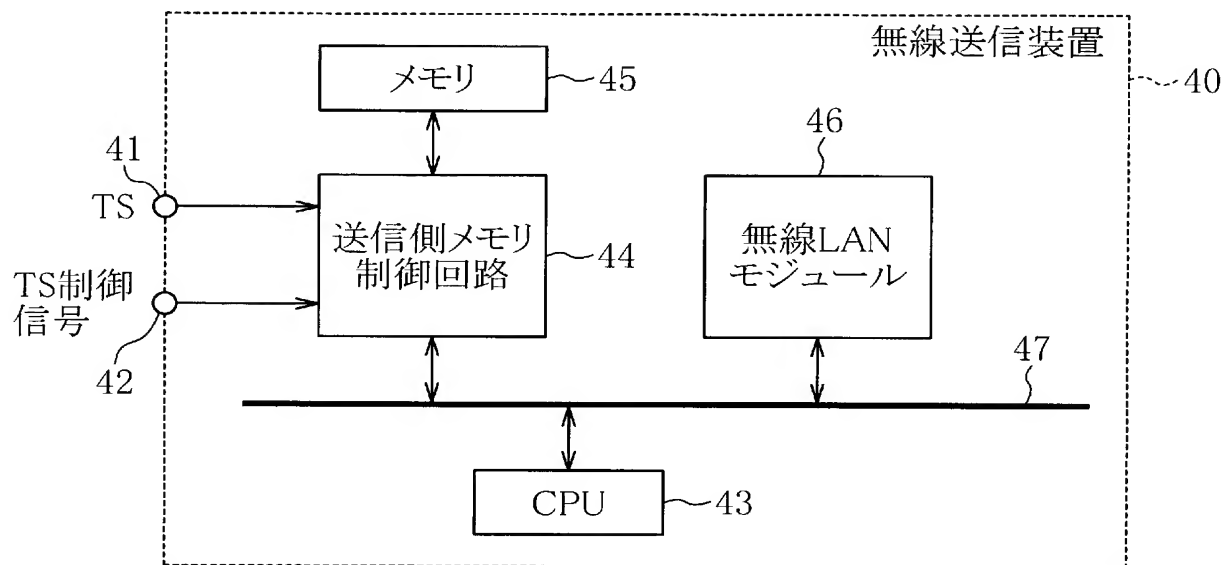 無線送信装置
40
メモリ
45
46
41
TS
送信側メモリ
制御回路
44
無線LAN
モジュール
TS制御
信号
42
47
CPU
43